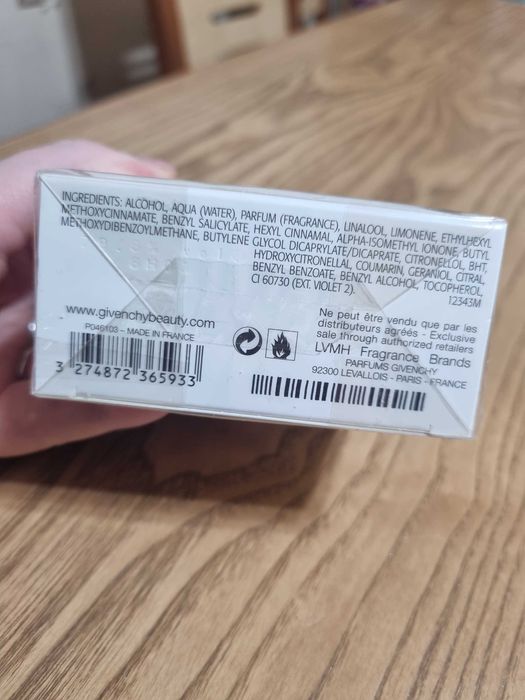 INGREDIENTS: ALCOHOL, AQUA (WATER), PARFUM (FRAGRANCE), LINALOOL, LIMONENE, ETHYLHEXYL
METHOXYCINNAMATE, BENZYL SALICYLATE, HEXYL CINNAMAL, ALPHA-ISOMETHYL IONONE, BUTYL
METHOXYDIBENZOYLMETHANE, BUTYLENE GLYCOL DICAPRYLATE/DICAPRATE, CITRONELLOL, BHT,
HYDROXYCITRONELLAL, COUMARIN, GERANIOL, CITRAL,
BENZYL BENZOATE, BENZYL ALCOHOL, TOCOPHEROL,
CI 60730 (EXT. VIOLET 2).
12343M
www.givenchybeauty.com
P046103 - MADE IN FRANCE
3 274872 365933
Ne peut être vendu que par les
distributeurs agréés - Exclusive
sale through authorized retailers
LVMH Fragrance Brands
PARFUMS GIVENCHY
92300 LEVALLOIS - PARIS - FRANCE